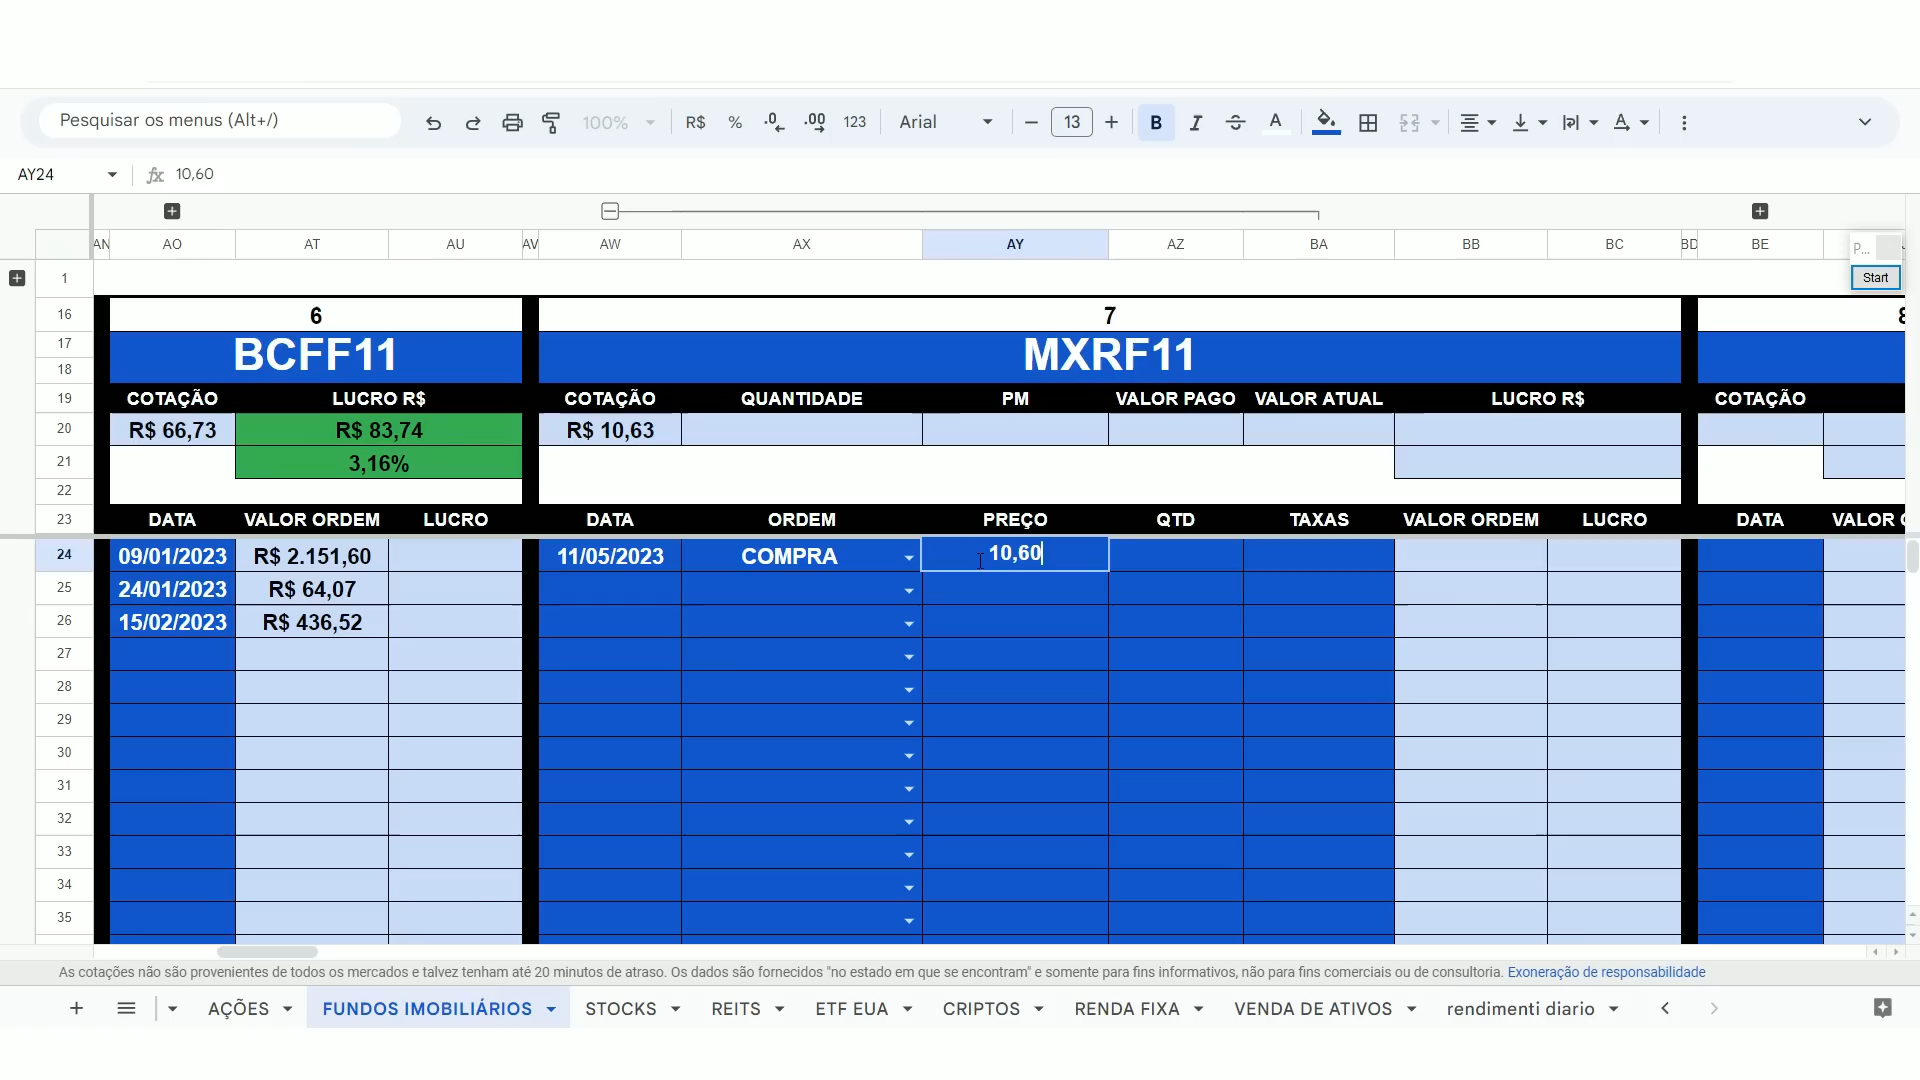 Pesquisar os menus (Alt+/)
100%
R$ % .0 .00 123 Arial 13 B I S A
AY24 fx 10,60
AN AO AT AU AV AW AX AY AZ BA BB BC BD BE
P...
Start
1
16 6 7 8
17
BCFF11 MXRF11
18
19 COTAÇÃO LUCRO R$ COTAÇÃO QUANTIDADE PM VALOR PAGO VALOR ATUAL LUCRO R$ COTAÇÃO
20 R$ 66,73 R$ 83,74 R$ 10,63
21 3,16%
22
23 DATA VALOR ORDEM LUCRO DATA ORDEM PREÇO QTD TAXAS VALOR ORDEM LUCRO DATA VALOR
24 09/01/2023 R$ 2.151,60 11/05/2023 COMPRA 10,60
25 24/01/2023 R$ 64,07
26 15/02/2023 R$ 436,52
27
28
29
30
31
32
33
34
35
As cotações não são provenientes de todos os mercados e talvez tenham até 20 minutos de atraso. Os dados são fornecidos "no estado em que se encontram" e somente para fins informativos, não para fins comerciais ou de consultoria. Exoneração de responsabilidade
AÇÕES FUNDOS IMOBILIÁRIOS STOCKS REITS ETF EUA CRIPTOS RENDA FIXA VENDA DE ATIVOS rendimenti diario